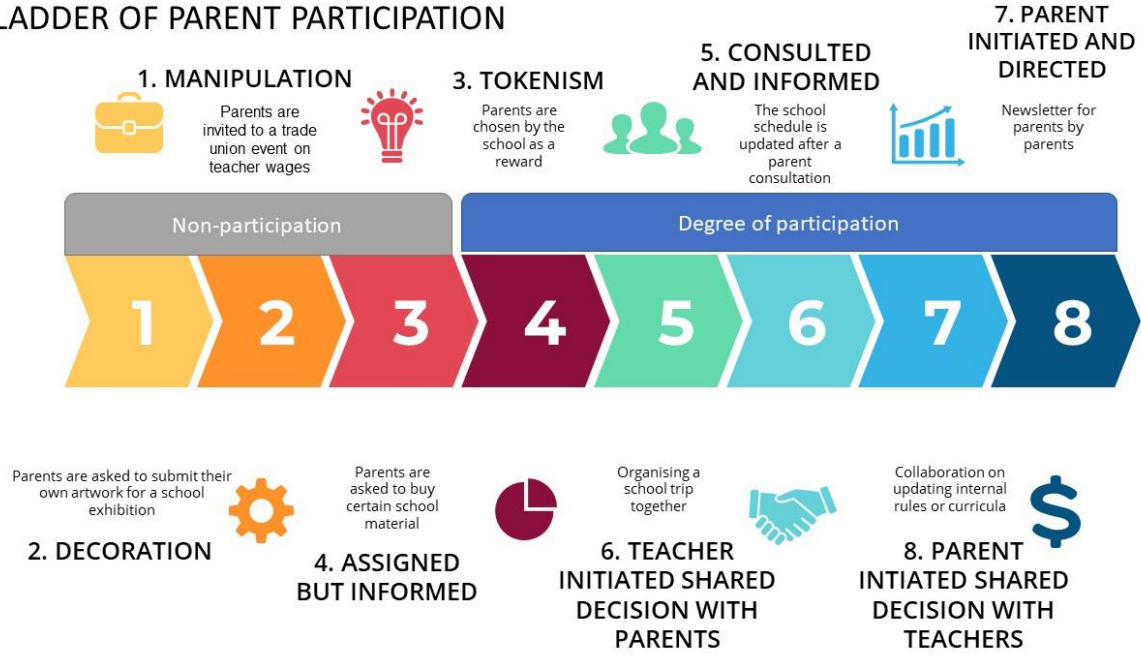 LADDER OF PARENT PARTICIPATION
1. MANIPULATION
Parents are
invited to a trade
union event on
teacher wages
3. TOKENISM
Parents are
chosen by the
school as a
reward
5. CONSULTED
AND INFORMED
The school
schedule is
updated after a
parent
consultation
7. PARENT
INITIATED AND
DIRECTED
Newsletter for
parents by
parents
Non-participation
Degree of participation
1
2
3
4
5
6
7
8
Parents are asked to submit their
own artwork for a school
exhibition
2. DECORATION
Parents are
asked to buy
certain school
material
4. ASSIGNED
BUT INFORMED
Organising a
school trip
together
6. TEACHER
INITIATED SHARED
DECISION WITH
PARENTS
Collaboration on
updating internal
rules or curricula
8. PARENT
INTIATED SHARED
DECISION WITH
TEACHERS